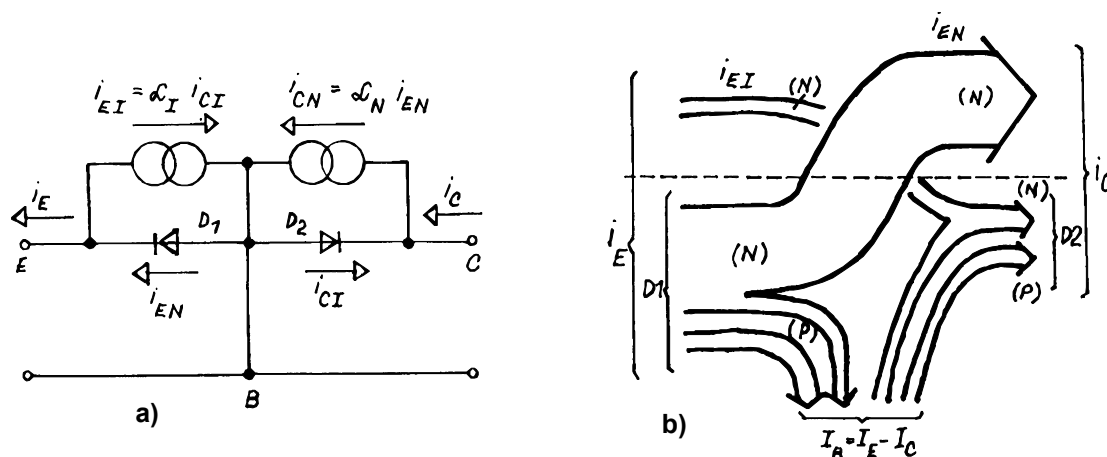 i_EI = α_I i_CI
i_CN = α_N i_EN
i_E
i_C
D1
D2
E
C
i_EN
i_CI
B
a)
i_EN
i_EI
(N)
(N)
i_E
i_C
D1
(N)
(N)
D2
(P)
(P)
b)
I_B = I_E - I_C